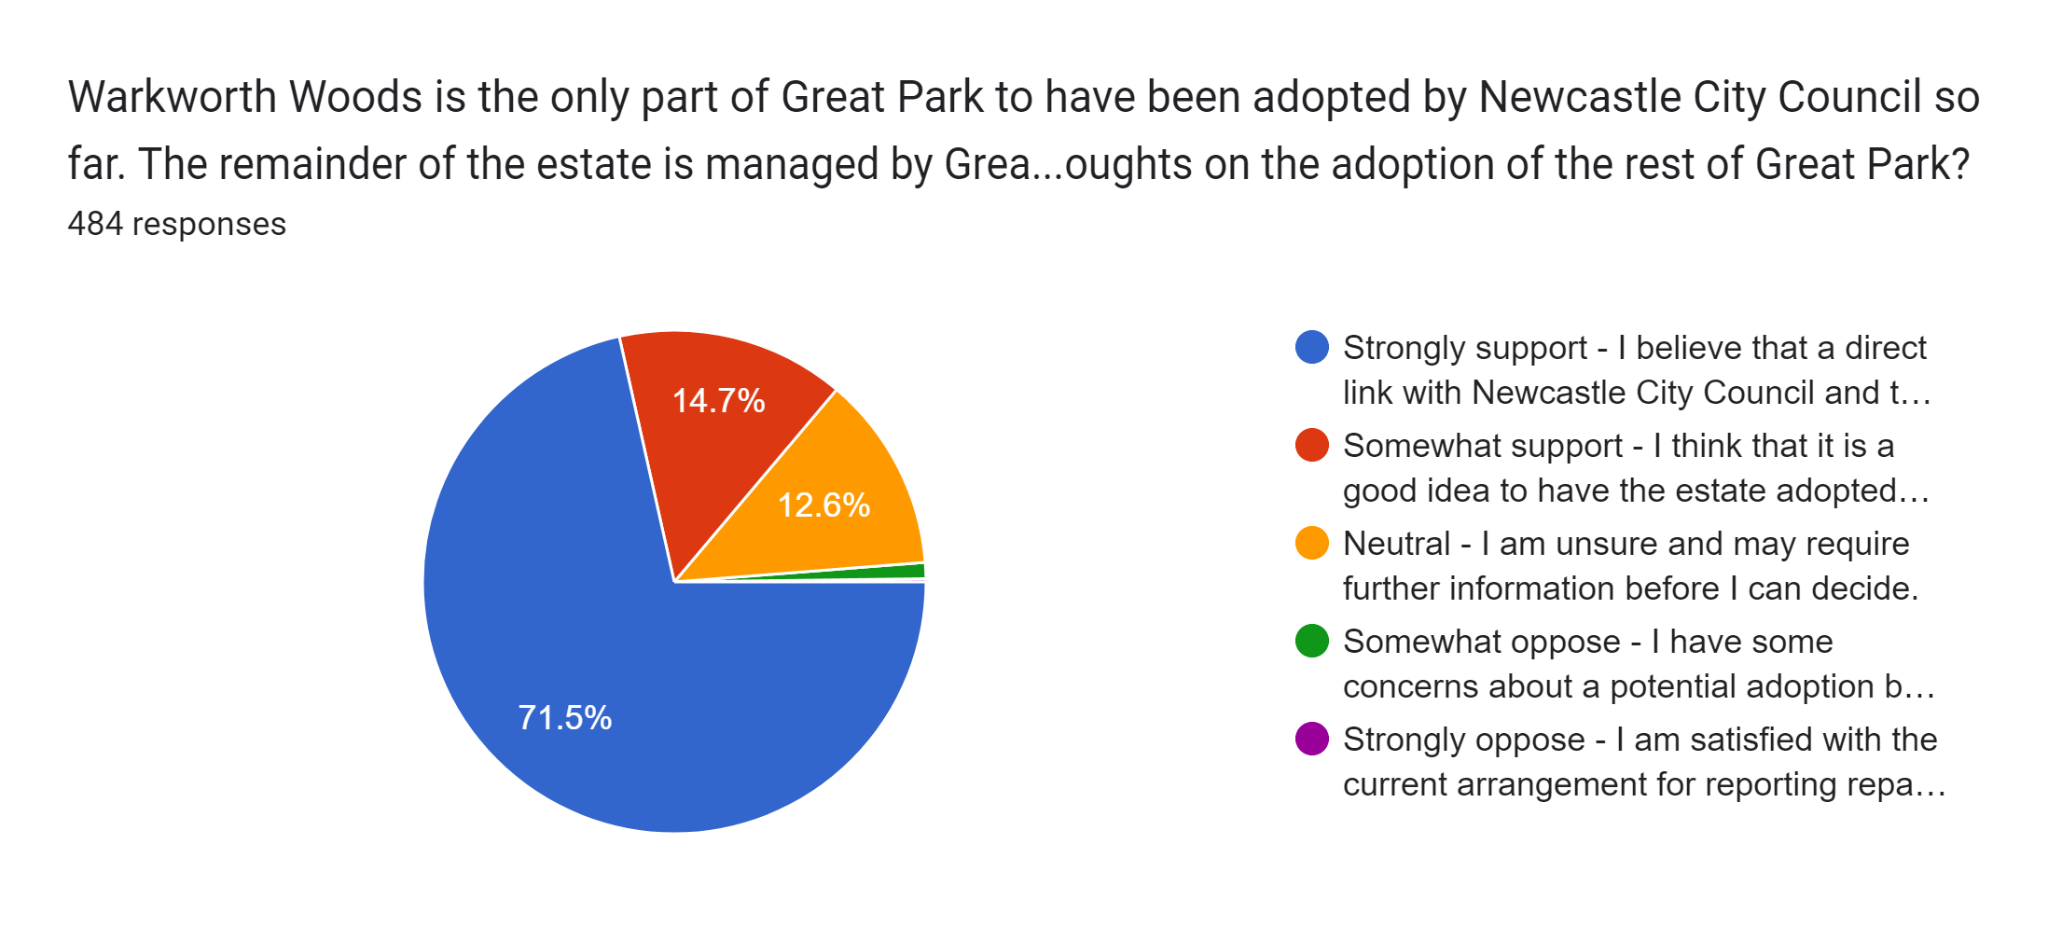 Warkworth Woods is the only part of Great Park to have been adopted by Newcastle City Council so
far. The remainder of the estate is managed by Grea...oughts on the adoption of the rest of Great Park?
484 responses
14.7%
12.6%
71.5%
Strongly support - I believe that a direct
link with Newcastle City Council and t…
Somewhat support - I think that it is a
good idea to have the estate adopted…
Neutral - I am unsure and may require
further information before I can decide.
Somewhat oppose - I have some
concerns about a potential adoption b…
Strongly oppose - I am satisfied with the
current arrangement for reporting repa…